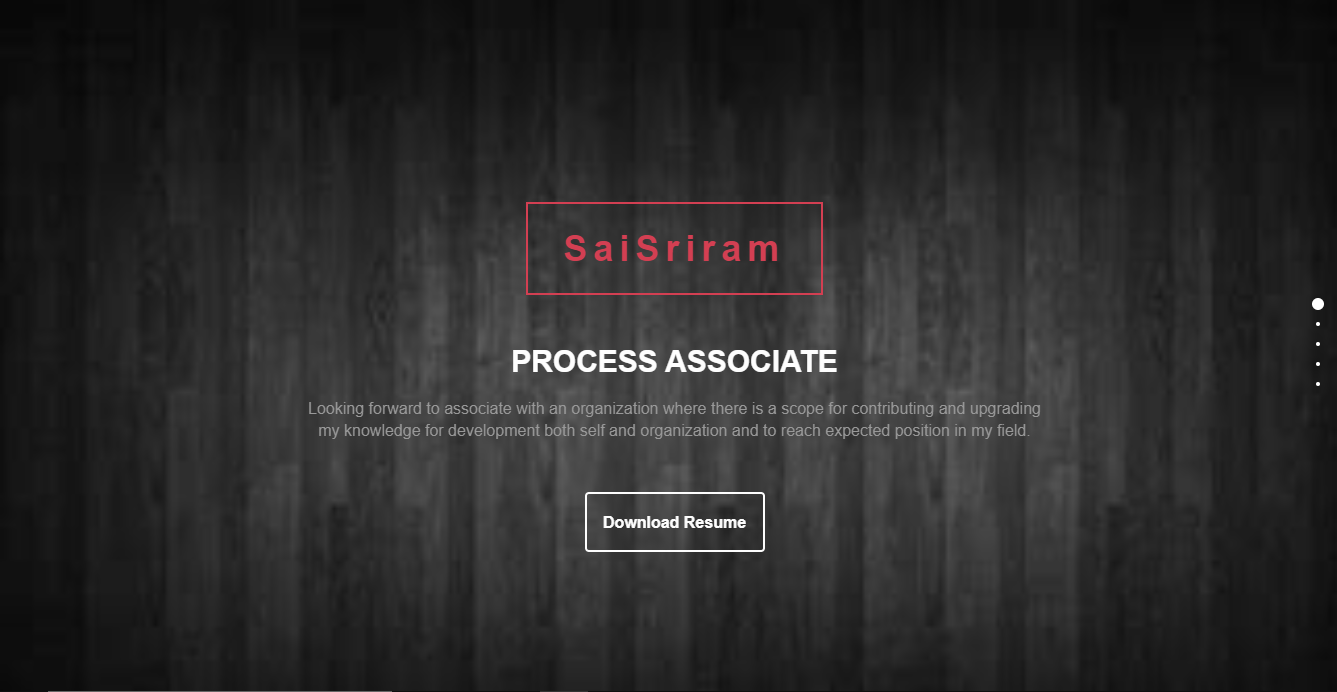 SaiSriram
PROCESS ASSOCIATE
Looking forward to associate with an organization where there is a scope for contributing and upgrading
my knowledge for development both self and organization and to reach expected position in my field.
Download Resume